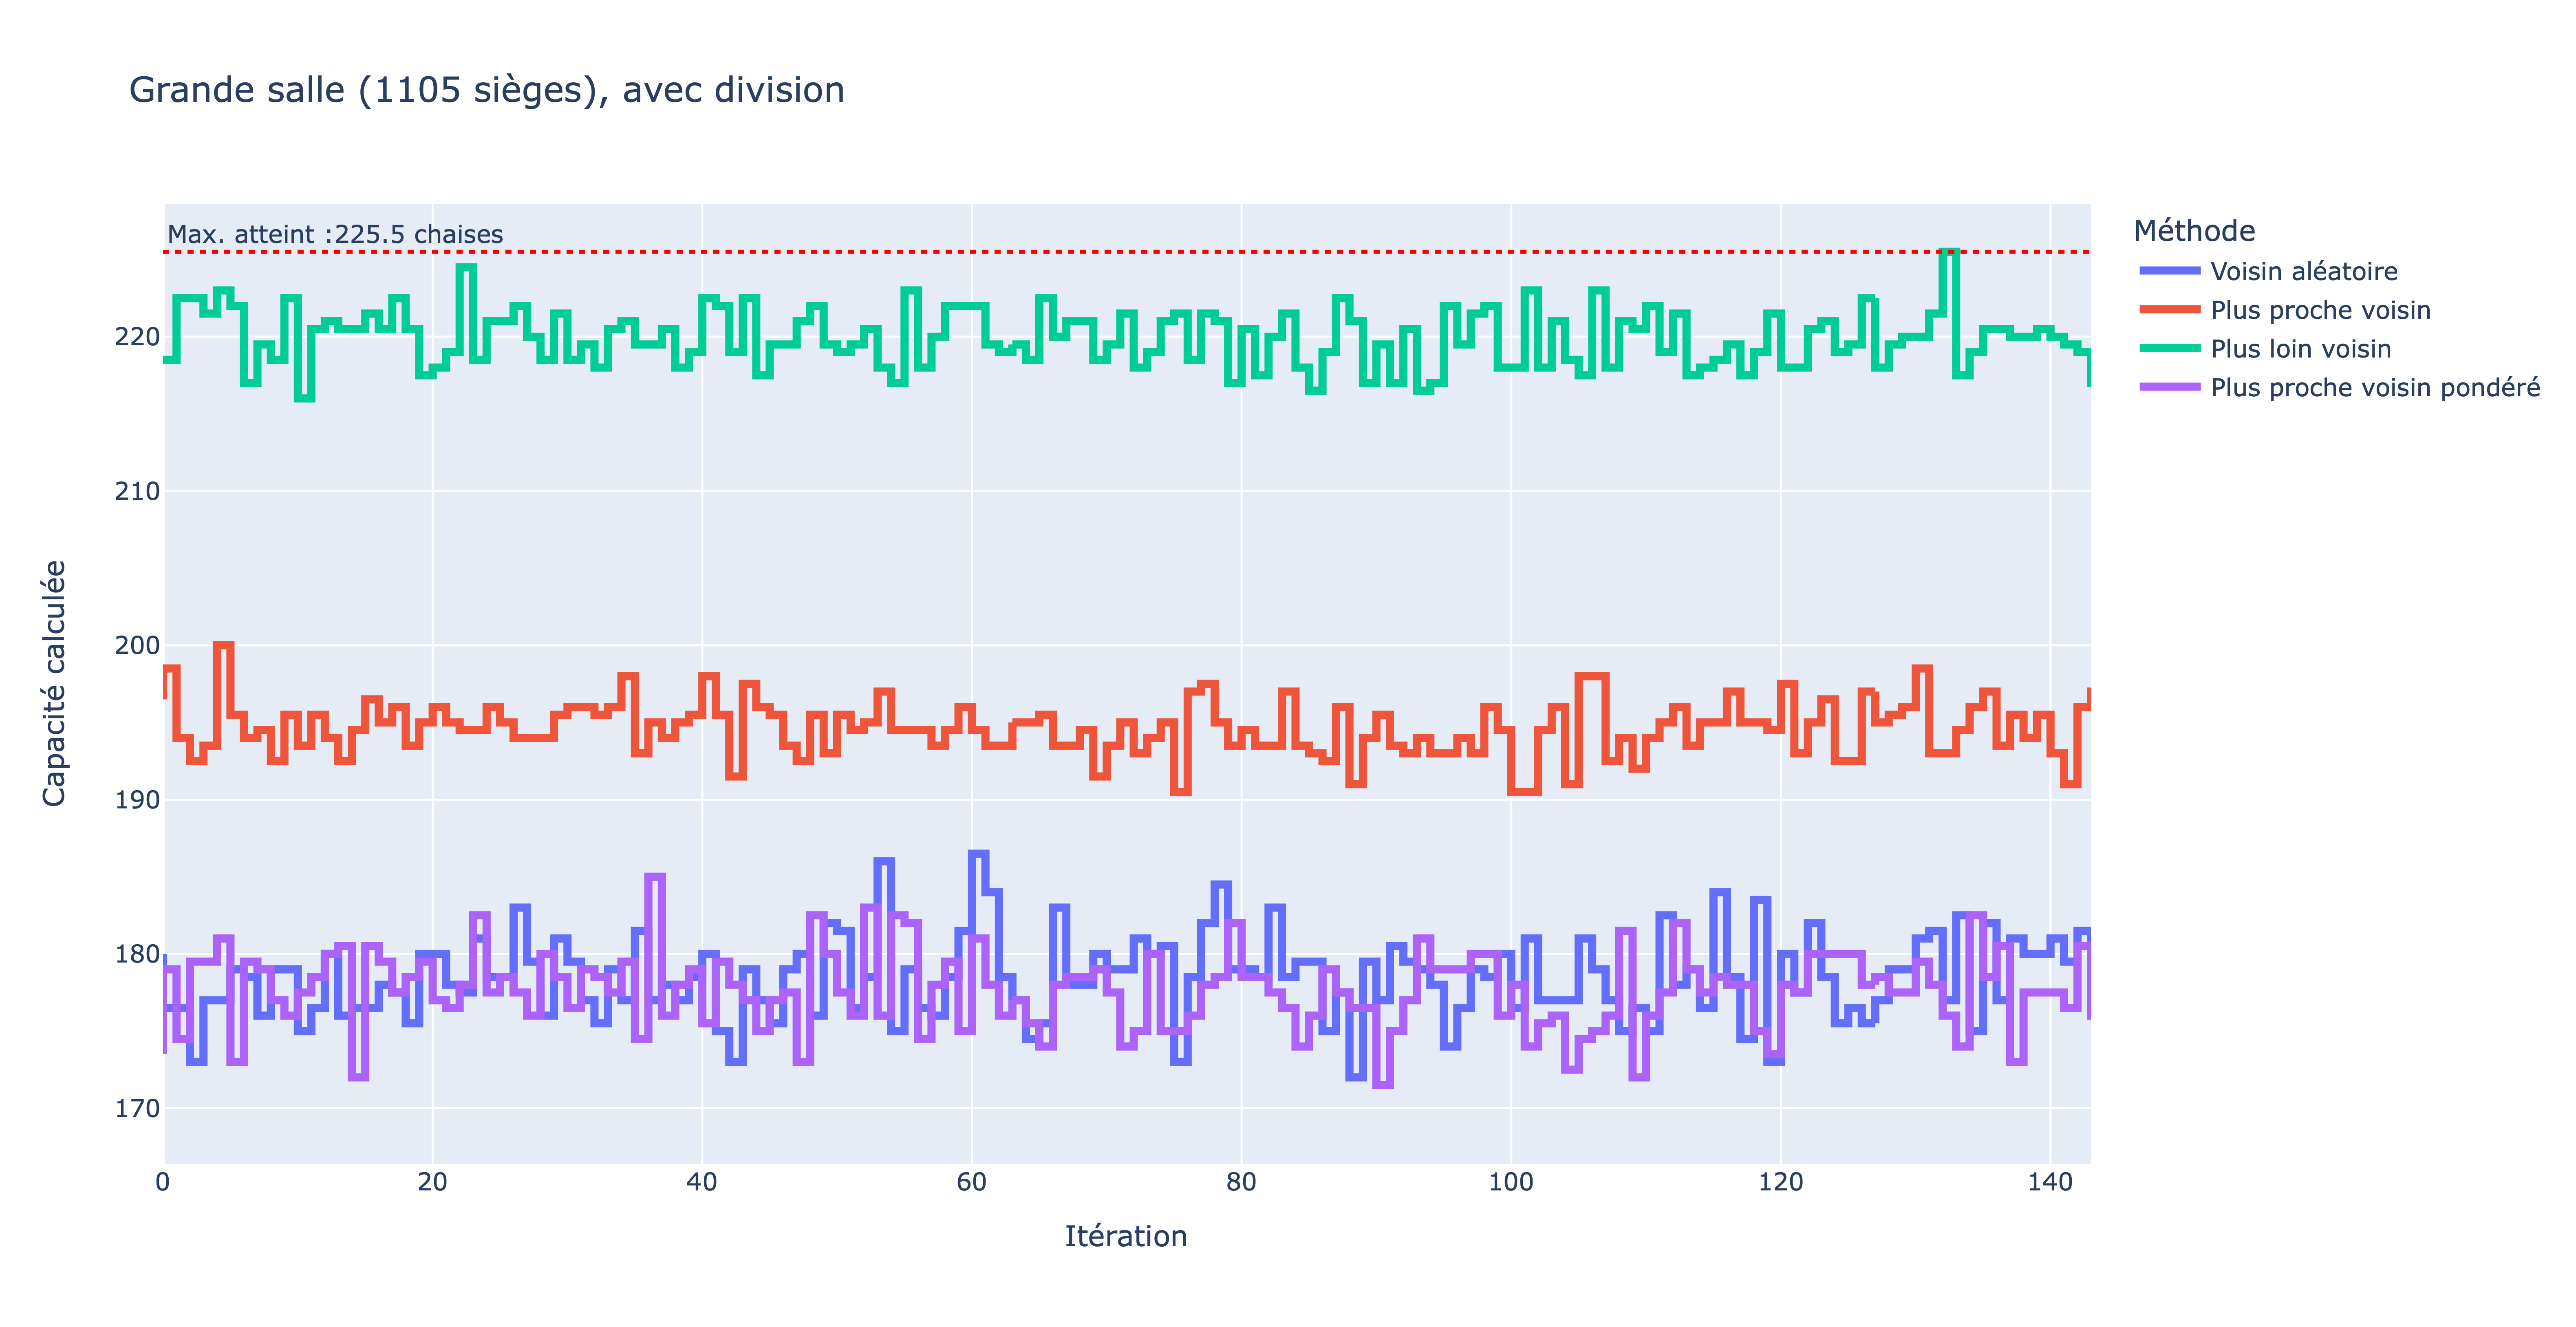 Grande salle (1105 sièges), avec division
Max. atteint :225.5 chaises
Méthode
Voisin aléatoire
Plus proche voisin
Plus loin voisin
Plus proche voisin pondéré
Capacité calculée
220
210
200
190
180
170
0
20
40
60
80
100
120
140
Itération